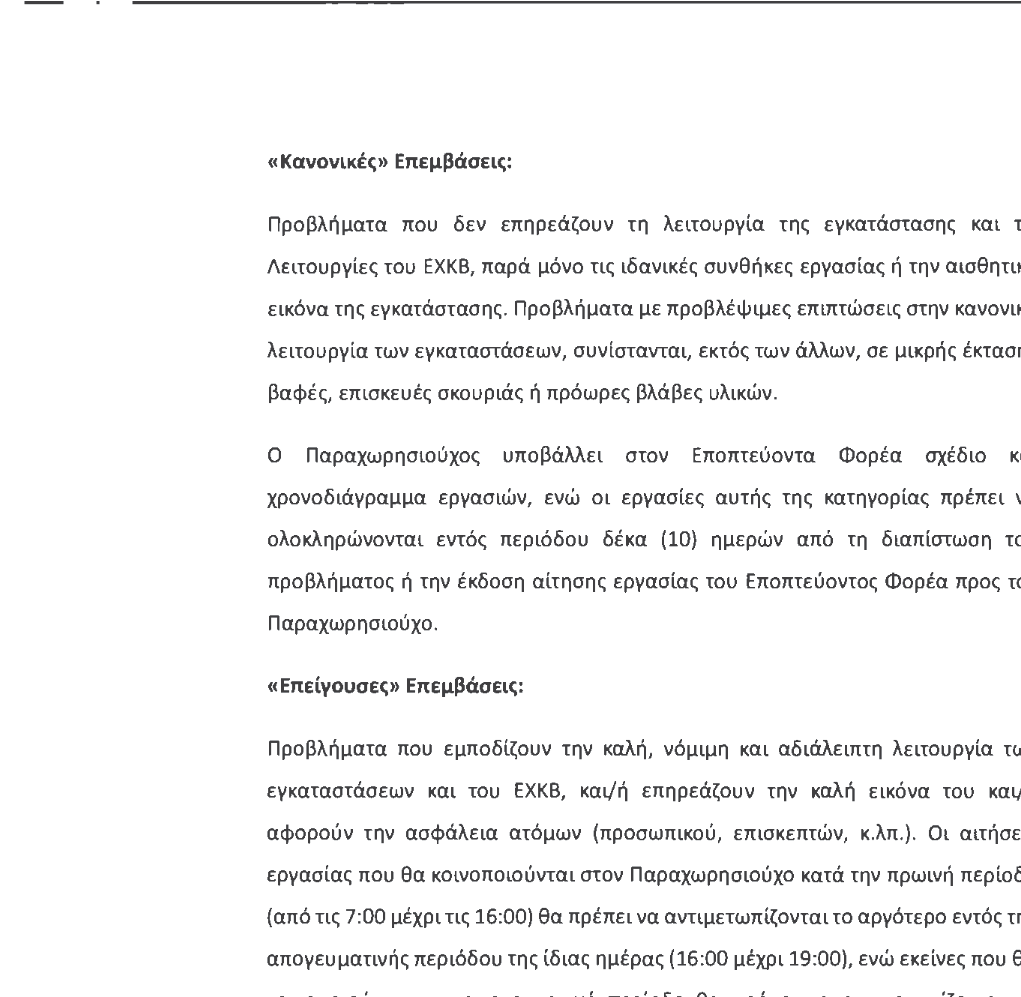 «Κανονικές» Επεμβάσεις:
Προβλήματα που δεν επηρεάζουν τη λειτουργία της εγκατάστασης και
Λειτουργίες του ΕΧΚΒ, παρά μόνο τις ιδανικές συνθήκες εργασίας ή την
εικόνα της εγκατάστασης. Προβλήματα με προβλέψιμες επιπτώσεις στην
λειτουργία των εγκαταστάσεων, συνίστανται, εκτός των άλλων, σε μικρής
βαφές, επισκευές σκουριάς ή πρόωρες βλάβες υλικών.
Ο Παραχωρησιούχος υποβάλλει στον Εποπτεύοντα Φορέα σχέδιο
χρονοδιάγραμμα εργασιών, ενώ οι εργασίες αυτής της κατηγορίας πρέπει
ολοκληρώνονται εντός περιόδου δέκα (10) ημερών από τη διαπίστωση
προβλήματος ή την έκδοση αίτησης εργασίας του Εποπτεύοντος Φορέα προς
Παραχωρησιούχο.
«Επείγουσες» Επεμβάσεις:
Προβλήματα που εμποδίζουν την καλή, νόμιμη και αδιάλειπτη λειτουργία
εγκαταστάσεων και του ΕΧΚΒ, και/ή επηρεάζουν την καλή εικόνα του
αφορούν την ασφάλεια ατόμων (προσωπικού, επισκεπτών, κ.λπ.). Οι
εργασίας που θα κοινοποιούνται στον Παραχωρησιούχο κατά την πρωινή
(από τις 7:00 μέχρι τις 16:00) θα πρέπει να αντιμετωπίζονται το αργότερο εντός
απογευματινής περιόδου της ίδιας ημέρας (16:00 μέχρι 19:00), ενώ εκείνες που